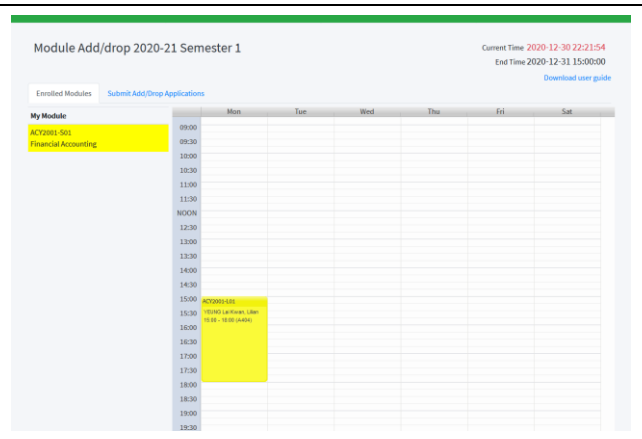 Module Add/drop 2020-21 Semester 1
Current Time 2020-12-30 22:21:54
End Time 2020-12-31 15:00:00
Download user guide
Enrolled Modules Submit Add/Drop Applications
My Module
ACY2001-S01
Financial Accounting
Mon Tue Wed Thu Fri Sat
09:00
09:30
10:00
10:30
11:00
11:30
NOON
12:30
13:00
13:30
14:00
14:30
15:00
ACY2001-L01
15:30
YEUNG Lai Kwan, Lilian
15:00 - 18:00 (A404)
16:00
16:30
17:00
17:30
18:00
18:30
19:00
19:30